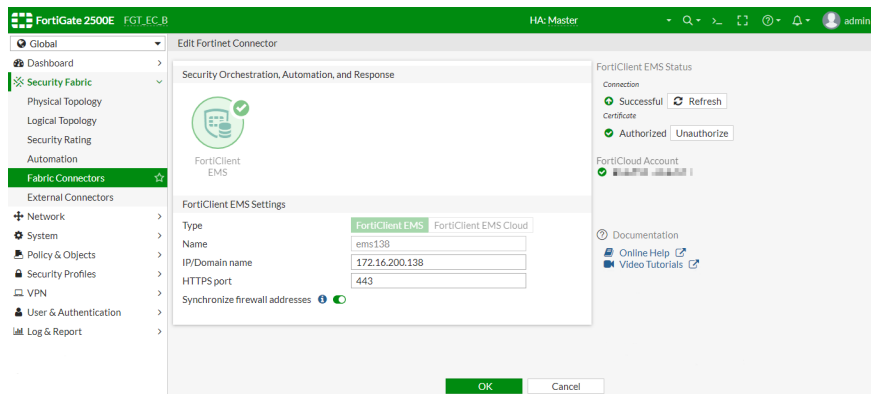 FortiGate 2500E FGT_EC_B HA: Master admin
Global
Dashboard
Security Fabric
Physical Topology
Logical Topology
Security Rating
Automation
Fabric Connectors
External Connectors
Network
System
Policy & Objects
Security Profiles
VPN
User & Authentication
Log & Report
Edit Fortinet Connector
Security Orchestration, Automation, and Response
FortiClient
EMS
FortiClient EMS Settings
Type FortiClient EMS FortiClient EMS Cloud
Name ems138
IP/Domain name 172.16.200.138
HTTPS port 443
Synchronize firewall addresses
OK Cancel
FortiClient EMS Status
Connection
Successful Refresh
Certificate
Authorized Unauthorize
FortiCloud Account
Documentation
Online Help
Video Tutorials